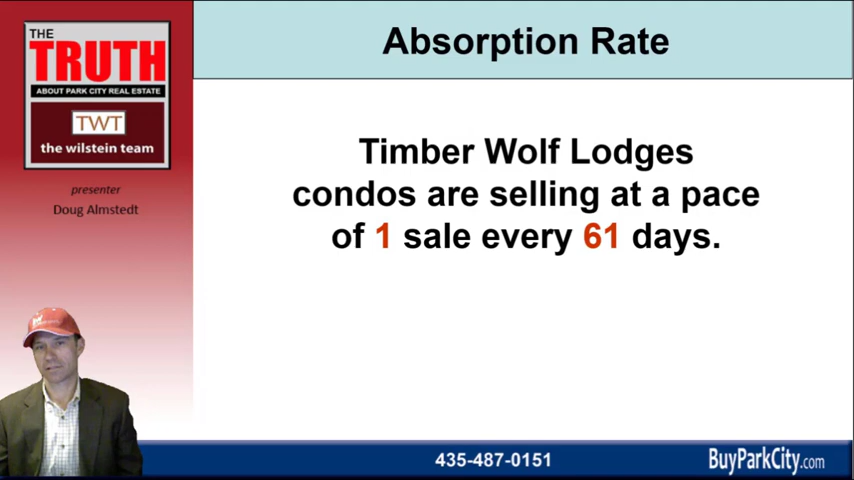 THE
TRUTH
ABOUT PARK CITY REAL ESTATE
TWT
the wilstein team
presenter
Doug Almstedt
Absorption Rate
Timber Wolf Lodges
condos are selling at a pace
of 1 sale every 61 days.
435-487-0151
BuyParkCity.com